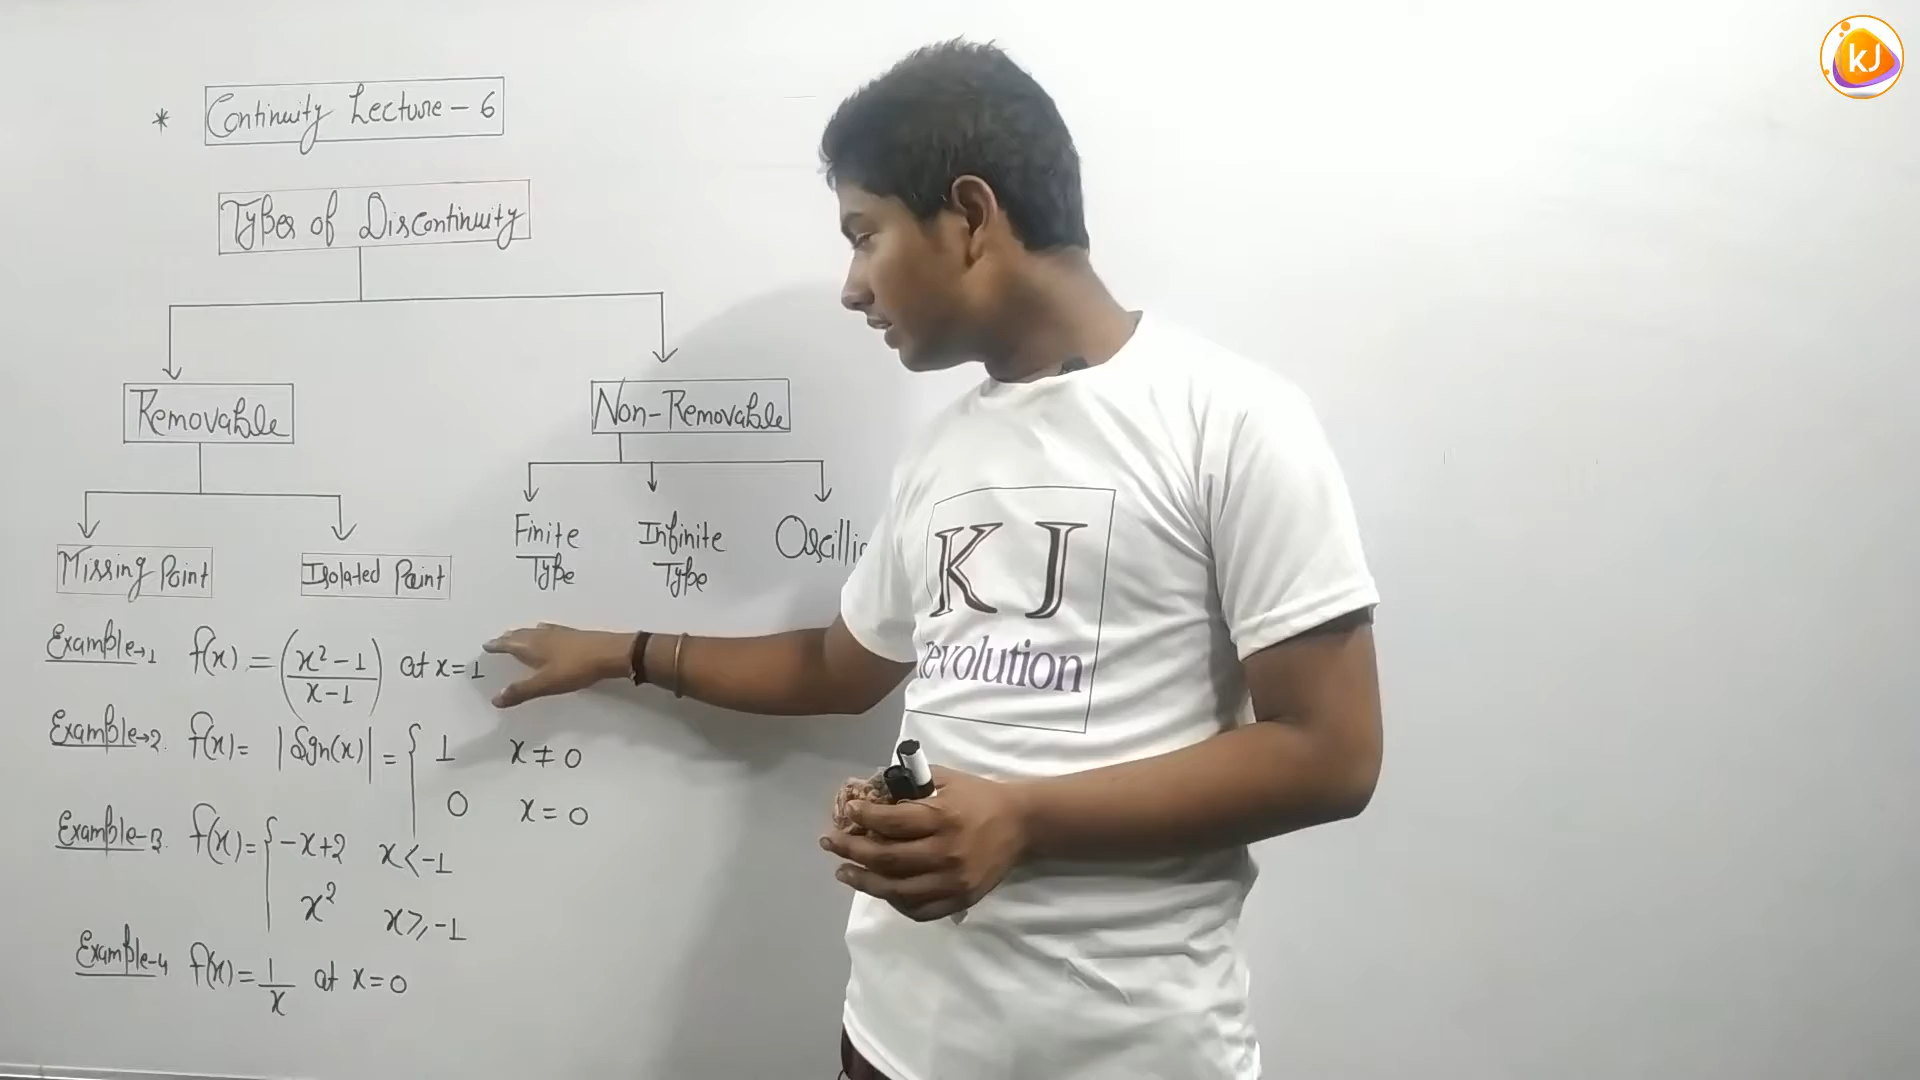 * Continuity Lecture - 6
Types of Discontinuity
Removable
Non-Removable
Missing Point
Isolated Point
Finite Type
Infinite Type
Example→1 f(x) = (x²-1 / x-1) at x=1
Example→2. f(x) = |Sgn(x)| = { 1 x ≠ 0
0 x = 0
Example-3. f(x) = { -x+2 x < -1
x² x ≥ -1
Example-4 f(x) = 1/x at x=0
KJ
revolution
KJ